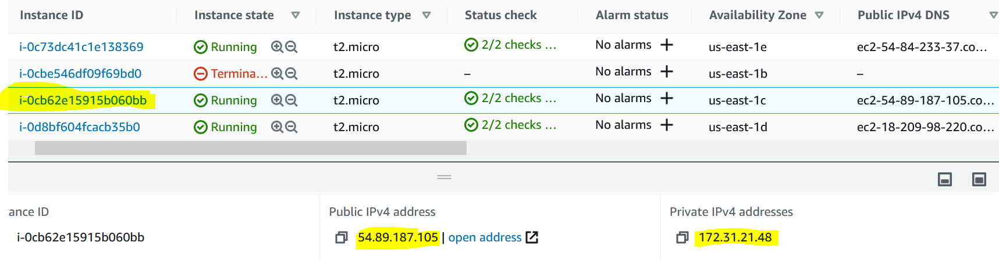 Instance ID Instance state Instance type Status check Alarm status Availability Zone Public IPv4 DNS
i-0c73dc41c1e138369 Running t2.micro 2/2 checks ... No alarms + us-east-1e ec2-54-84-233-37.co...
i-0cbe546df09f69bd0 Termina... t2.micro – No alarms + us-east-1b –
i-0cb62e15915b060bb Running t2.micro 2/2 checks ... No alarms + us-east-1c ec2-54-89-187-105.co...
i-0d8bf604fcacb35b0 Running t2.micro 2/2 checks ... No alarms + us-east-1d ec2-18-209-98-220.co...
ance ID Public IPv4 address Private IPv4 addresses
i-0cb62e15915b060bb 54.89.187.105 | open address 172.31.21.48